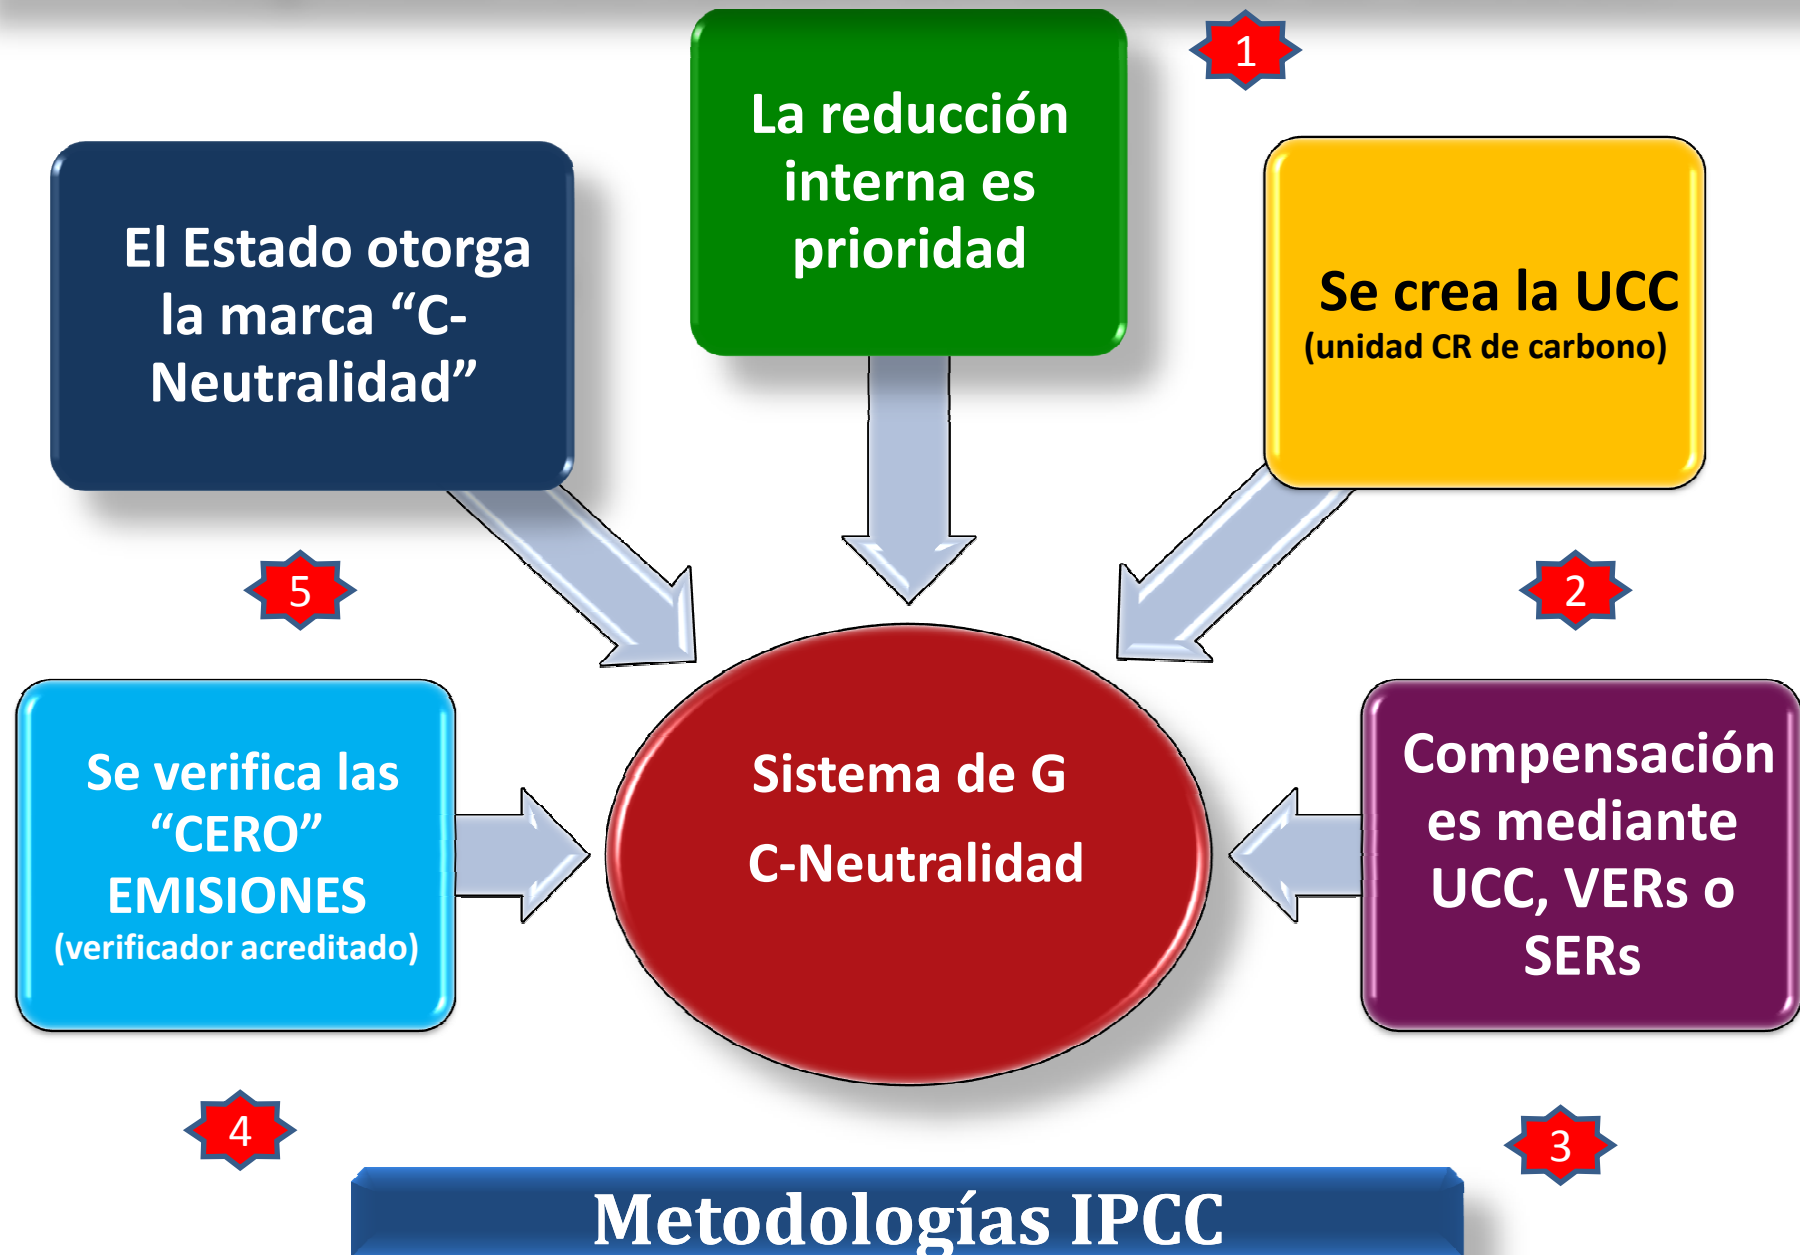 1
La reducción
interna es
prioridad
El Estado otorga
la marca “C-
Neutralidad”
Se crea la UCC
(unidad CR de carbono)
5
2
Se verifica las
“CERO”
EMISIONES
(verificador acreditado)
Sistema de G
C-Neutralidad
Compensación
es mediante
UCC, VERs o
SERs
4
3
Metodologías IPCC